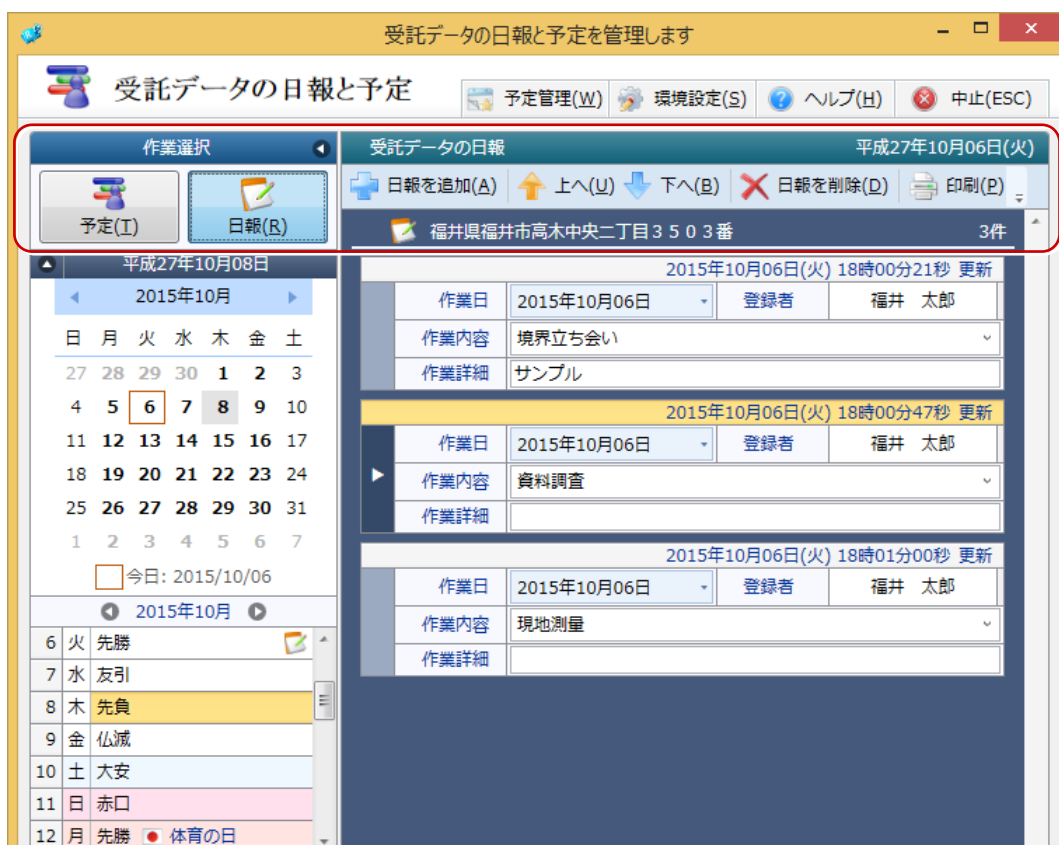 受託データの日報と予定を管理します
受託データの日報と予定
予定管理(W) 環境設定(S) ヘルプ(H) 中止(ESC)
作業選択
予定(T) 日報(R)
受託データの日報 平成27年10月06日(火)
日報を追加(A) 上へ(U) 下へ(B) 日報を削除(D) 印刷(P)
福井県福井市高木中央二丁目3503番 3件
平成27年10月08日
2015年10月
日 月 火 水 木 金 土
27 28 29 30 1 2 3
4 5 6 7 8 9 10
11 12 13 14 15 16 17
18 19 20 21 22 23 24
25 26 27 28 29 30 31
1 2 3 4 5 6 7
今日: 2015/10/06
2015年10月
6 火 先勝
7 水 友引
8 木 先負
9 金 仏滅
10 土 大安
11 日 赤口
12 月 先勝 体育の日
2015年10月06日(火) 18時00分21秒 更新
作業日 2015年10月06日 登録者 福井 太郎
作業内容 境界立ち会い
作業詳細 サンプル
2015年10月06日(火) 18時00分47秒 更新
作業日 2015年10月06日 登録者 福井 太郎
作業内容 資料調査
作業詳細
2015年10月06日(火) 18時01分00秒 更新
作業日 2015年10月06日 登録者 福井 太郎
作業内容 現地測量
作業詳細